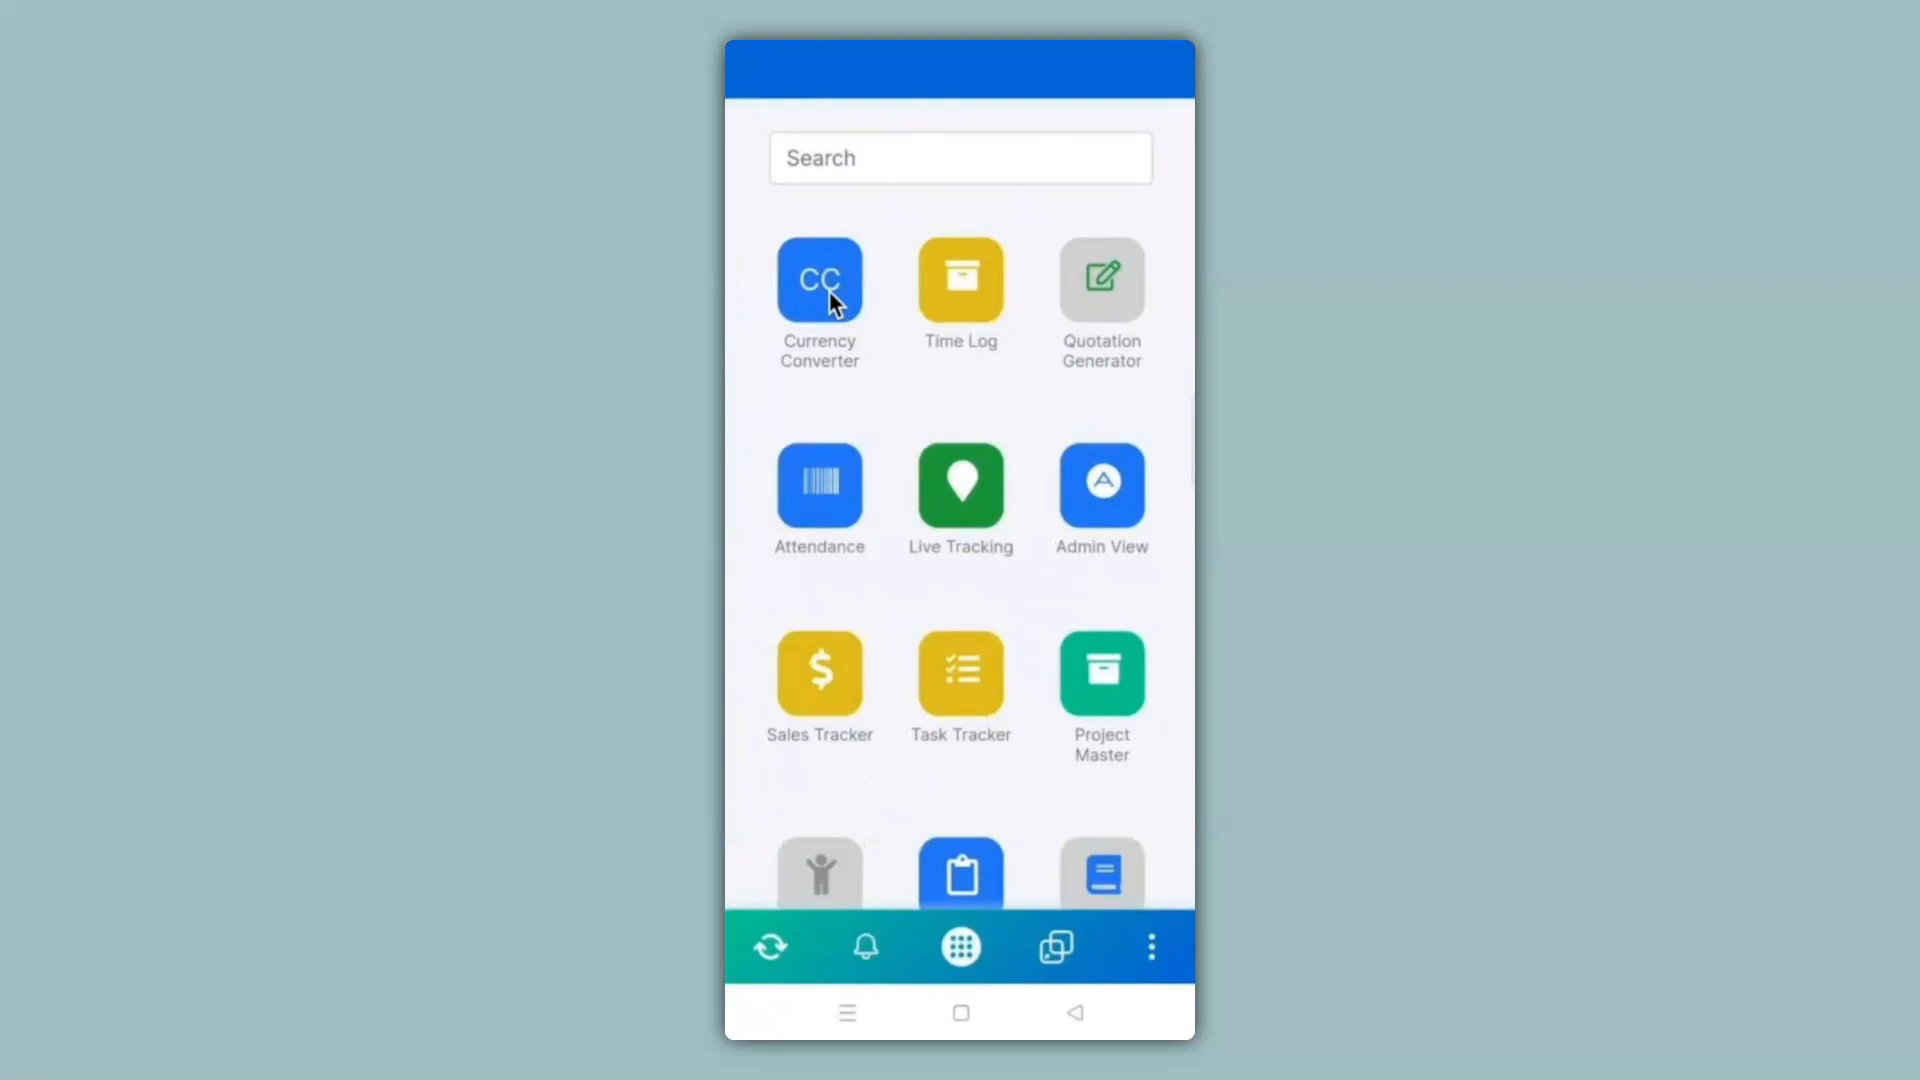 Search
CC
Currency
Converter
Time Log
Quotation
Generator
Attendance
Live Tracking
Admin View
$
Sales Tracker
Task Tracker
Project
Master